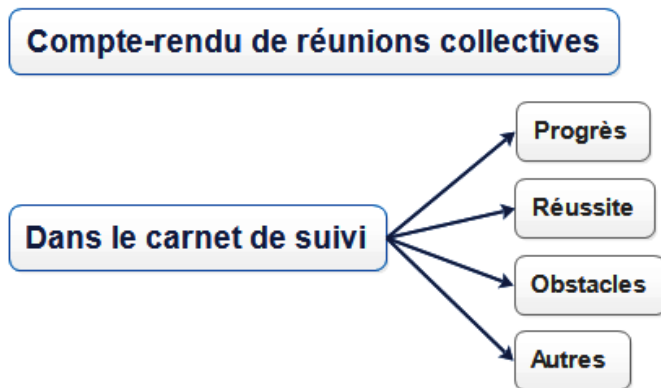 Compte-rendu de réunions collectives
Progrès
Réussite
Dans le carnet de suivi
Obstacles
Autres